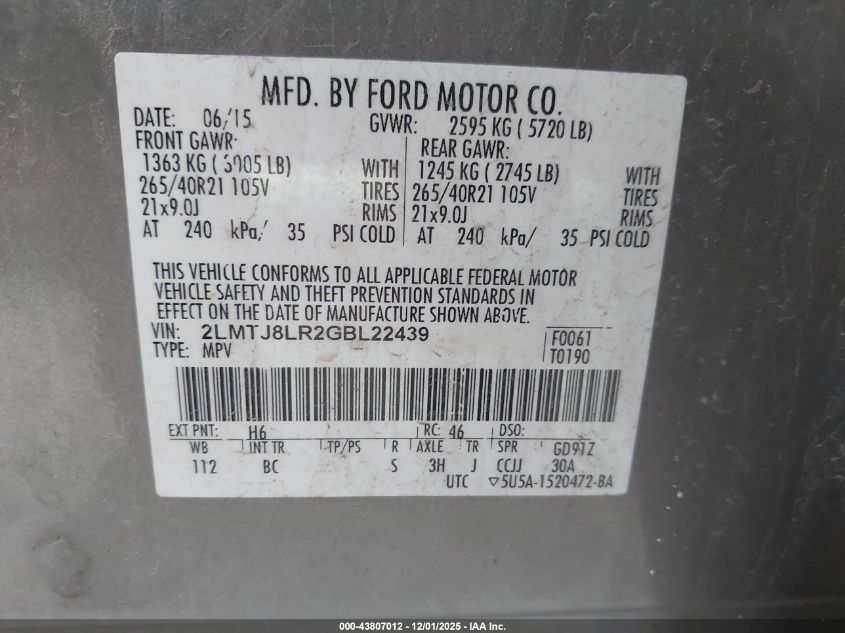 MFD. BY FORD MOTOR CO.
DATE: 06/15 GVWR: 2595 KG ( 5720 LB)
FRONT GAWR: REAR GAWR:
1363 KG ( 3005 LB) WITH 1245 KG ( 2745 LB) WITH
265/40R21 105V TIRES 265/40R21 105V TIRES
21x9.0J RIMS 21x9.0J RIMS
AT 240 kPa/ 35 PSI COLD AT 240 kPa/ 35 PSI COLD
THIS VEHICLE CONFORMS TO ALL APPLICABLE FEDERAL MOTOR
VEHICLE SAFETY AND THEFT PREVENTION STANDARDS IN
EFFECT ON THE DATE OF MANUFACTURE SHOWN ABOVE.
VIN: 2LMTJ8LR2GBL22439 F0061
TYPE: MPV T0190
EXT PNT: H6 RC: 46 DSO:
WB INT TR TP/PS R AXLE TR SPR GD91Z
112 BC S 3H J CCJJ 30A
UTC ▽5U5A-1520472-BA
000-43807012 - 12/01/2025 - IAA Inc.